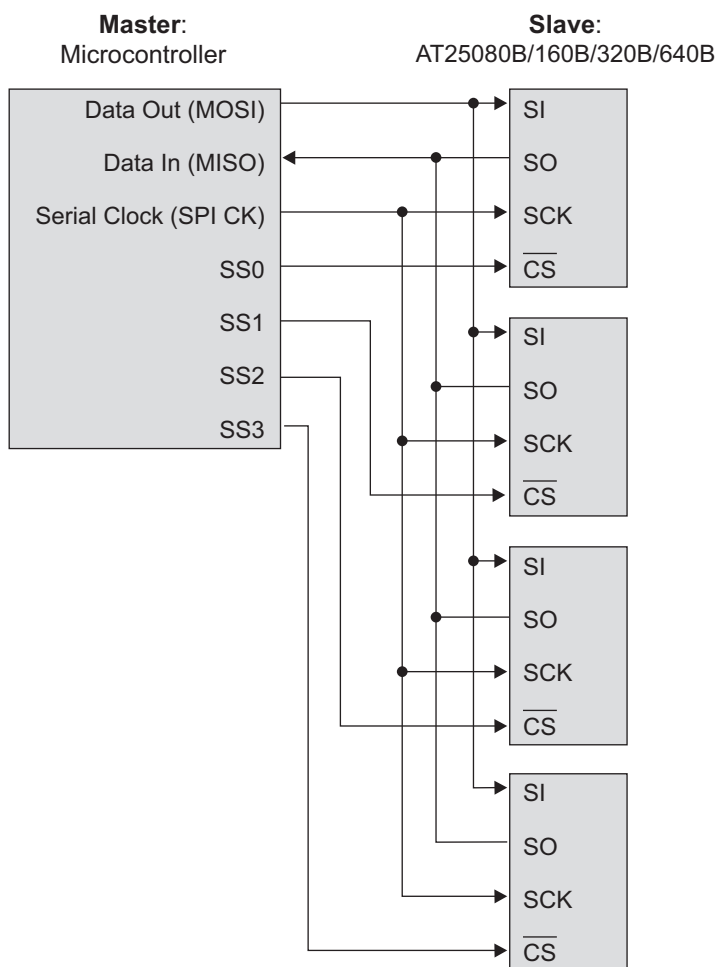 Master:
Microcontroller
Slave:
AT25080B/160B/320B/640B
Data Out (MOSI)
Data In (MISO)
Serial Clock (SPI CK)
SS0
SS1
SS2
SS3
SI
SO
SCK
CS
SI
SO
SCK
CS
SI
SO
SCK
CS
SI
SO
SCK
CS